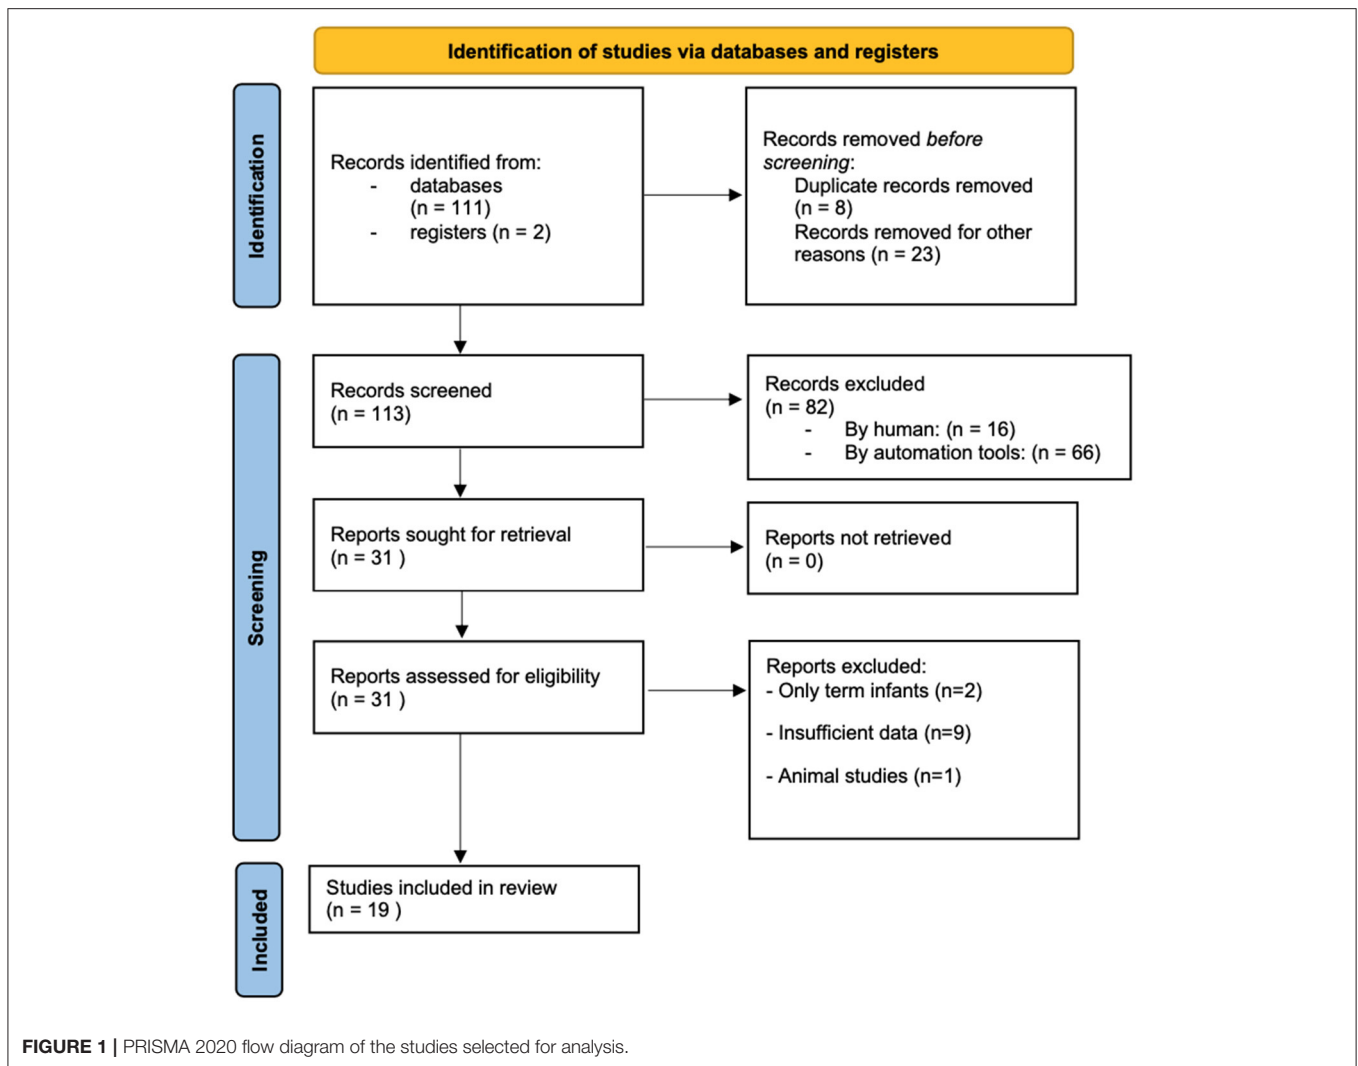 Identification of studies via databases and registers
Identification
Records identified from:
- databases
(n = 111)
- registers (n = 2)
Records removed before
screening:
Duplicate records removed
(n = 8)
Records removed for other
reasons (n = 23)
Screening
Records screened
(n = 113)
Records excluded
(n = 82)
- By human: (n = 16)
- By automation tools: (n = 66)
Reports sought for retrieval
(n = 31 )
Reports not retrieved
(n = 0)
Reports assessed for eligibility
(n = 31 )
Reports excluded:
- Only term infants (n=2)
- Insufficient data (n=9)
- Animal studies (n=1)
Included
Studies included in review
(n = 19 )
FIGURE 1 | PRISMA 2020 flow diagram of the studies selected for analysis.